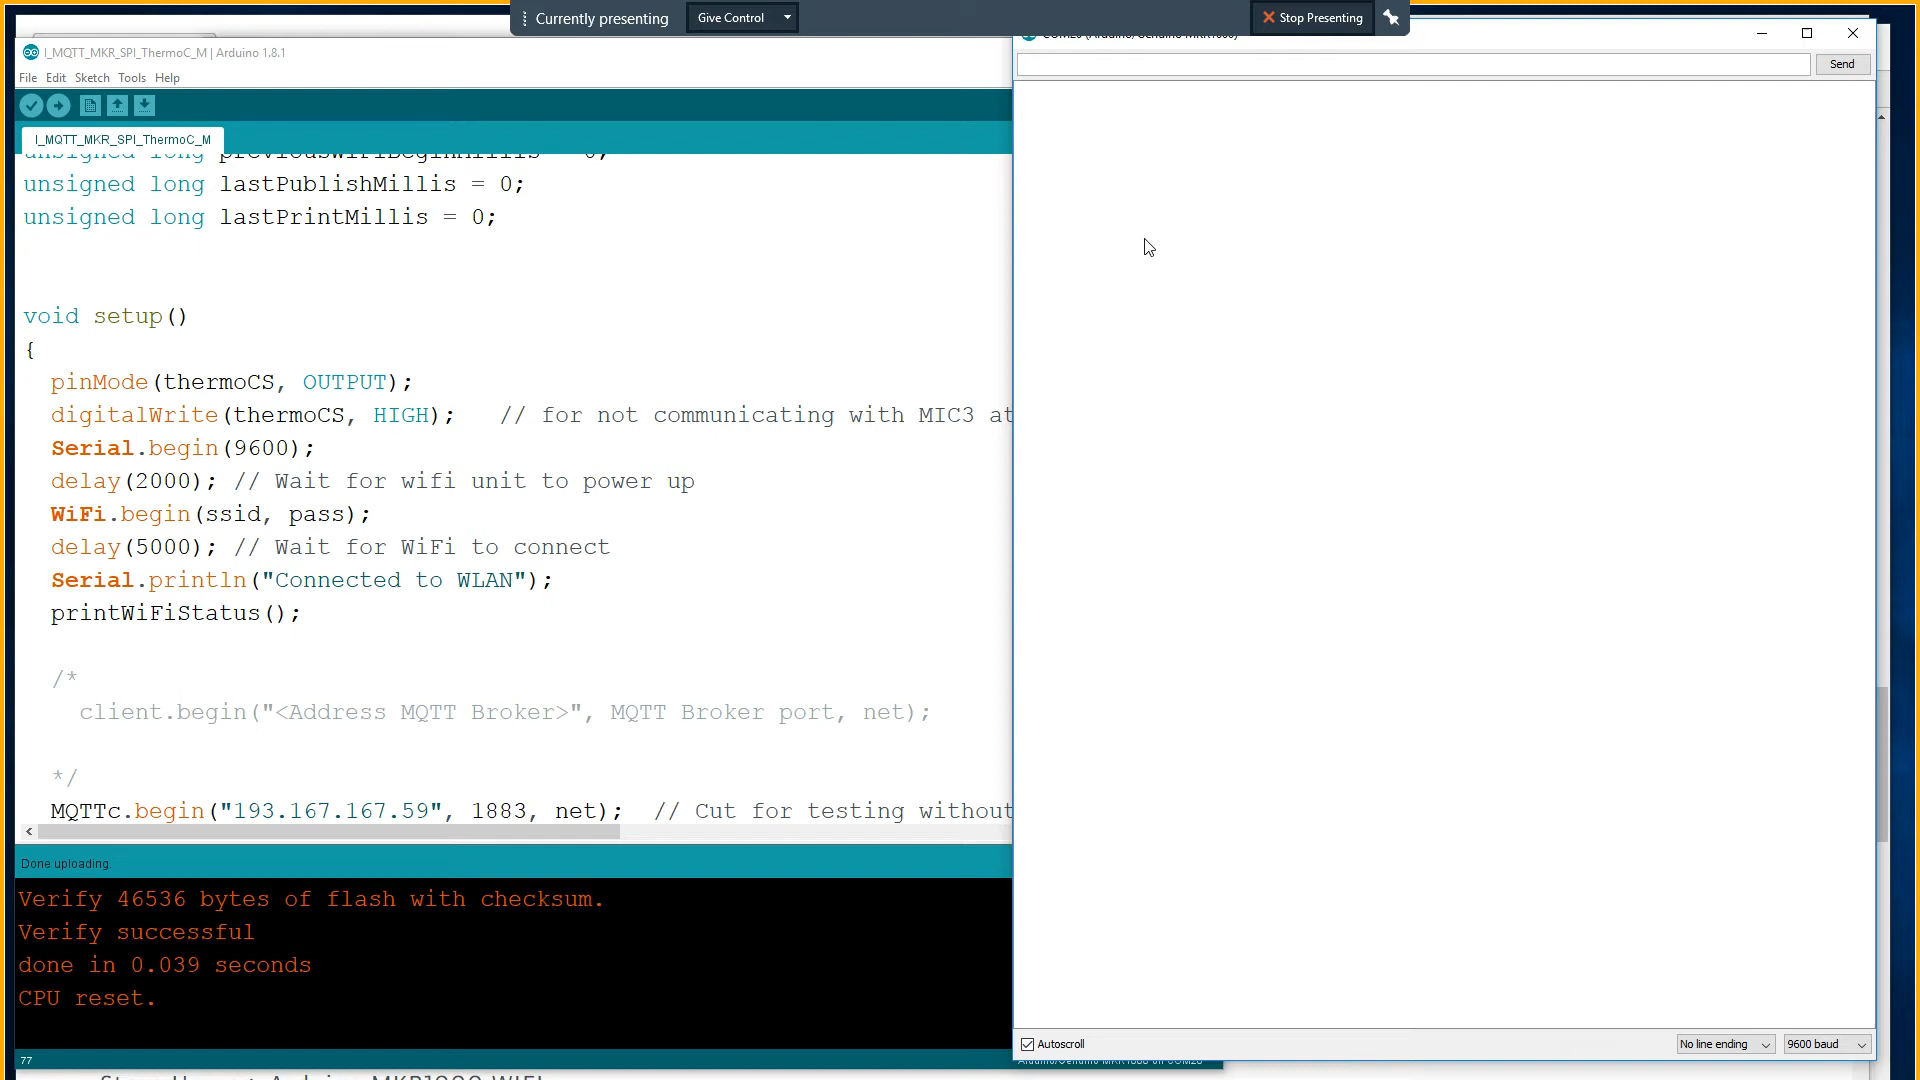 Currently presenting
Give Control
Stop Presenting
I_MQTT_MKR_SPI_ThermoC_M | Arduino 1.8.1
File Edit Sketch Tools Help
I_MQTT_MKR_SPI_ThermoC_M
unsigned long previousWiFiBeginMillis = 0;
unsigned long lastPublishMillis = 0;
unsigned long lastPrintMillis = 0;
void setup()
{
pinMode(thermoCS, OUTPUT);
digitalWrite(thermoCS, HIGH);   // for not communicating with MIC3 at
Serial.begin(9600);
delay(2000); // Wait for wifi unit to power up
WiFi.begin(ssid, pass);
delay(5000); // Wait for WiFi to connect
Serial.println("Connected to WLAN");
printWiFiStatus();
/*
client.begin("<Address MQTT Broker>", MQTT Broker port, net);
*/
MQTTc.begin("193.167.167.59", 1883, net);  // Cut for testing without
Done uploading.
Verify 46536 bytes of flash with checksum.
Verify successful
done in 0.039 seconds
CPU reset.
77
Send
Autoscroll
No line ending
9600 baud